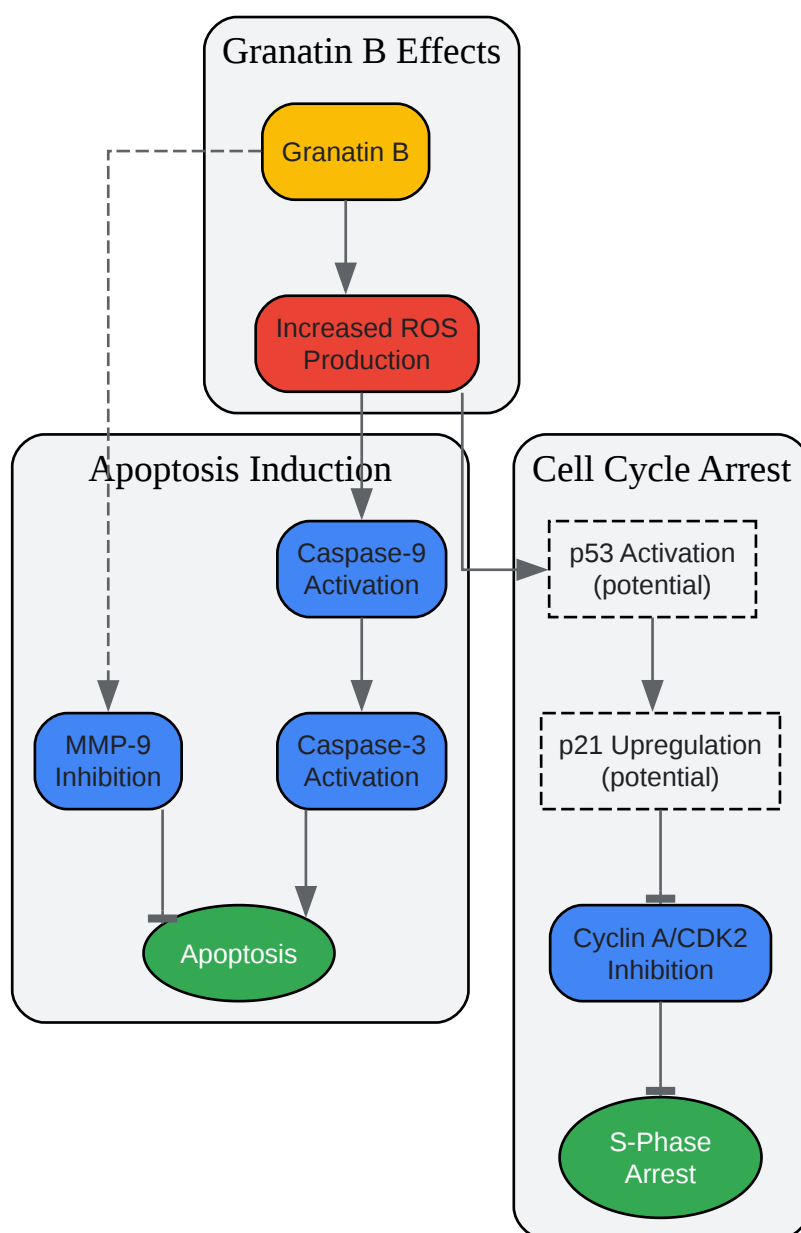 Granatin B Effects
Granatin B
Increased ROS
Production
Apoptosis Induction
Caspase-9
Activation
MMP-9
Inhibition
Caspase-3
Activation
Apoptosis
Cell Cycle Arrest
p53 Activation
(potential)
p21 Upregulation
(potential)
Cyclin A/CDK2
Inhibition
S-Phase
Arrest